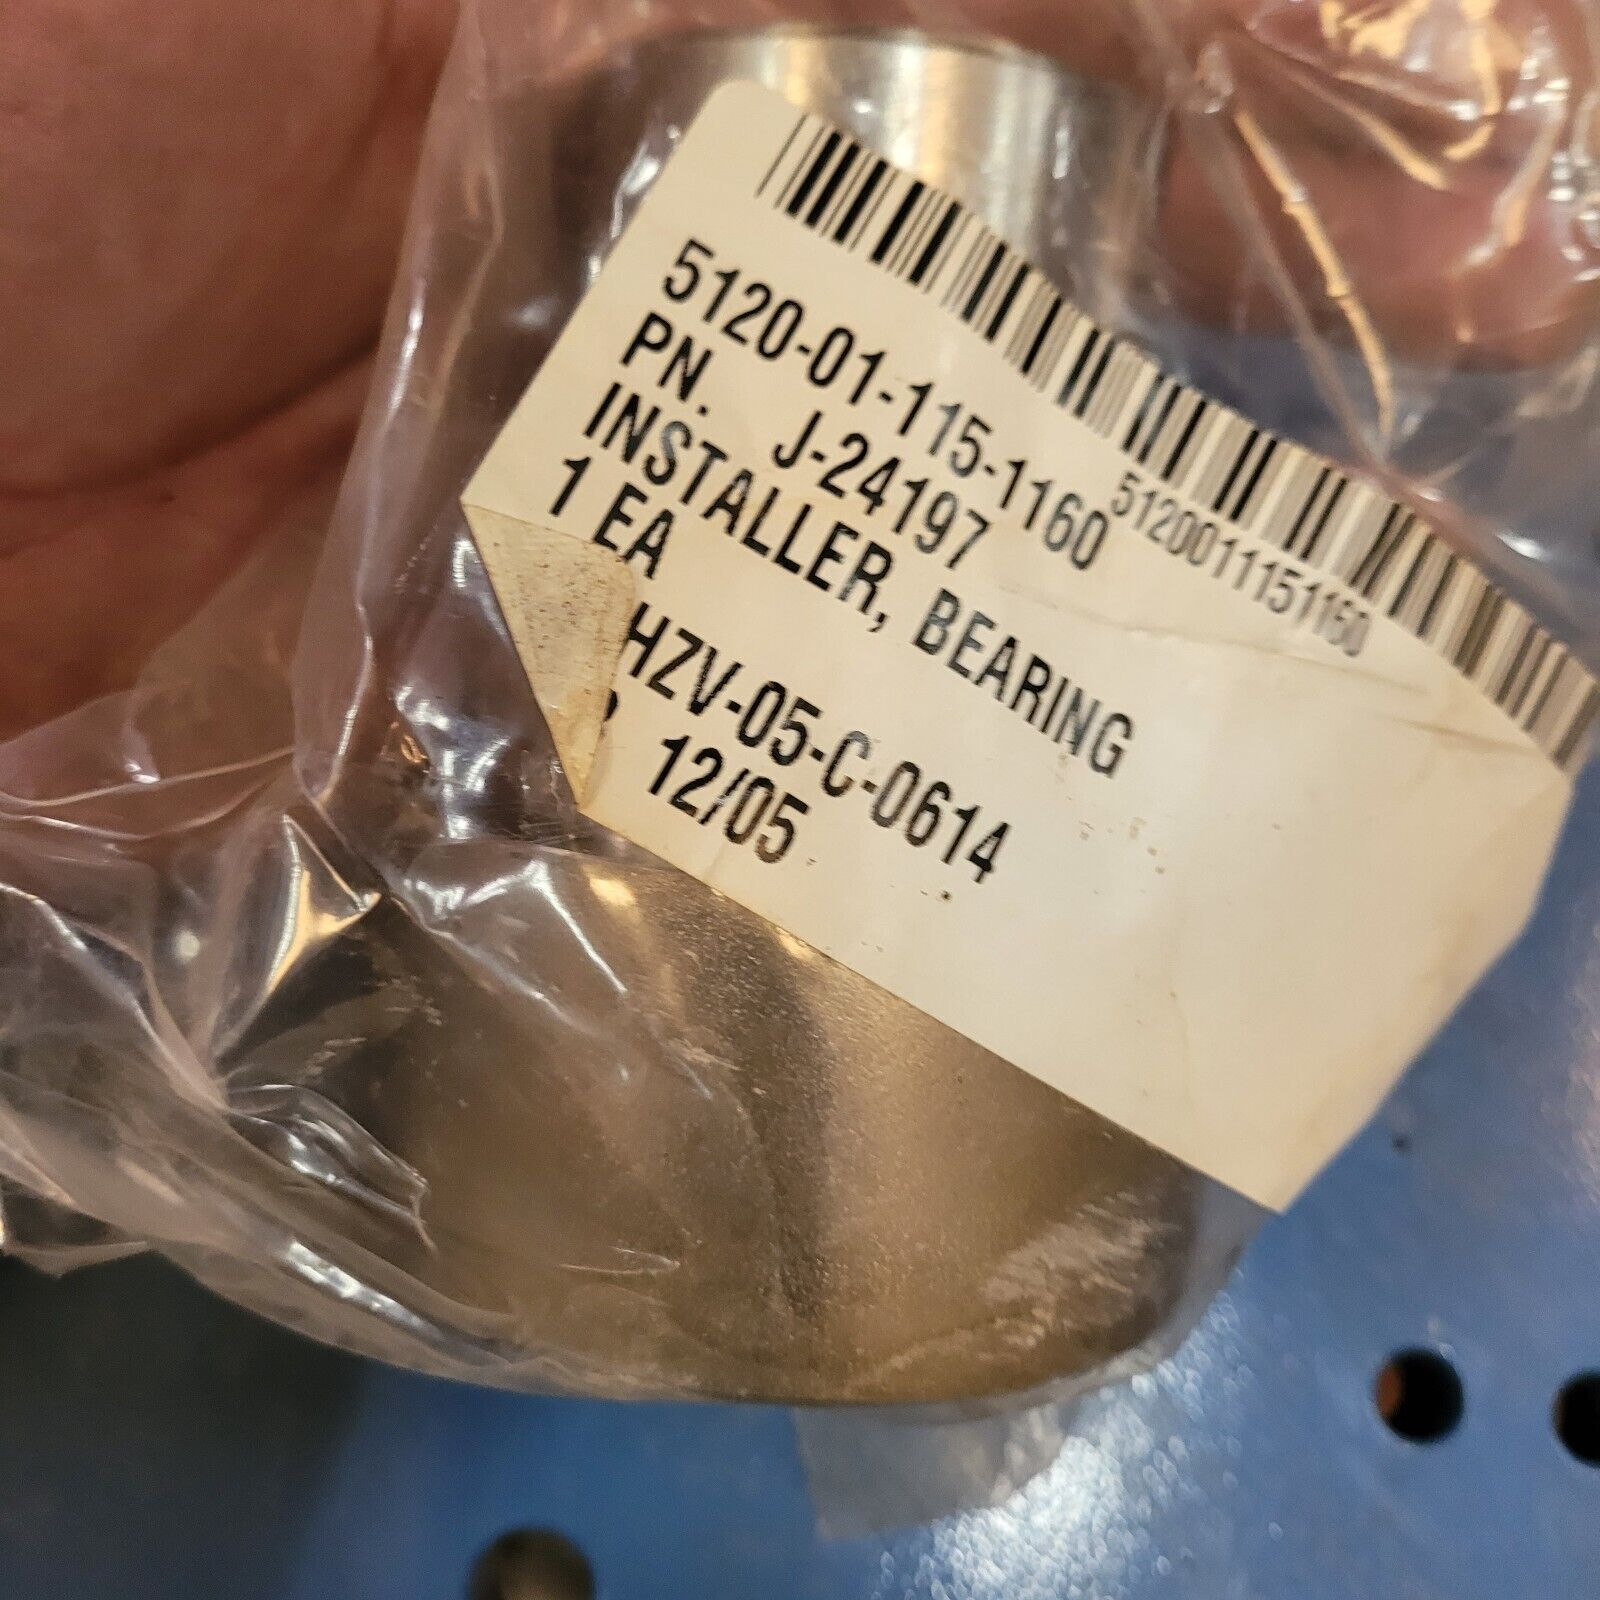 5120011151160
5120-01-115-1160
PN. J-24197
INSTALLER, BEARING
1 EA
HZV-05-C-0614
12/05